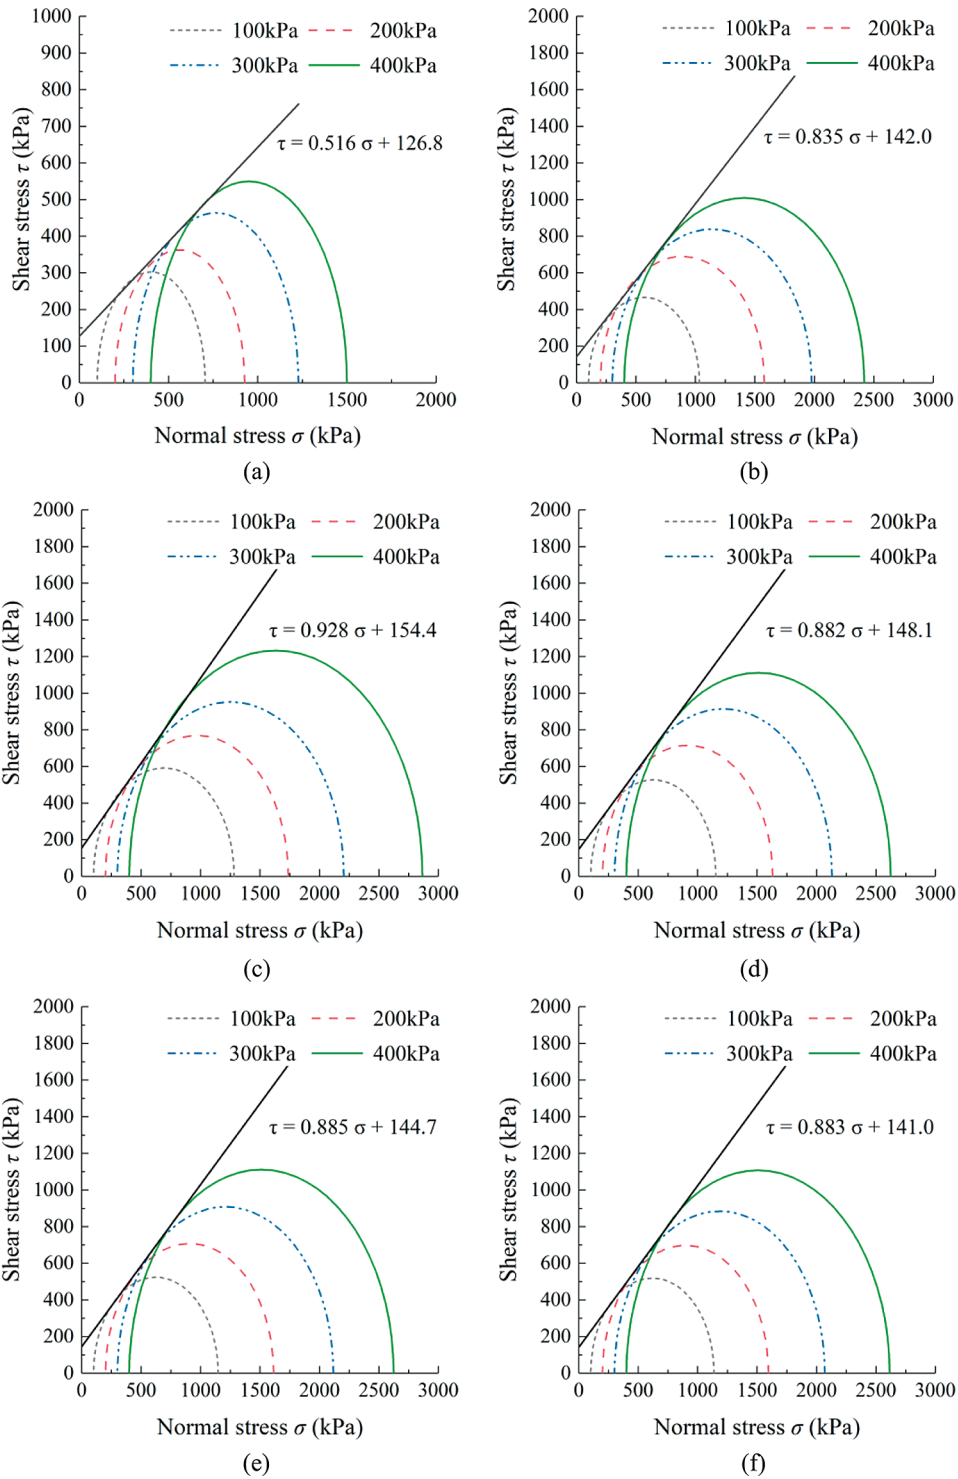 100kPa 200kPa
300kPa 400kPa
τ = 0.516 σ + 126.8
Shear stress τ (kPa)
1000
900
800
700
600
500
400
300
200
100
0
0 500 1000 1500 2000
Normal stress σ (kPa)
(a)
100kPa 200kPa
300kPa 400kPa
τ = 0.835 σ + 142.0
Shear stress τ (kPa)
2000
1800
1600
1400
1200
1000
800
600
400
200
0
0 500 1000 1500 2000 2500 3000
Normal stress σ (kPa)
(b)
100kPa 200kPa
300kPa 400kPa
τ = 0.928 σ + 154.4
Shear stress τ (kPa)
2000
1800
1600
1400
1200
1000
800
600
400
200
0
0 500 1000 1500 2000 2500 3000
Normal stress σ (kPa)
(c)
100kPa 200kPa
300kPa 400kPa
τ = 0.882 σ + 148.1
Shear stress τ (kPa)
2000
1800
1600
1400
1200
1000
800
600
400
200
0
0 500 1000 1500 2000 2500 3000
Normal stress σ (kPa)
(d)
100kPa 200kPa
300kPa 400kPa
τ = 0.885 σ + 144.7
Shear stress τ (kPa)
2000
1800
1600
1400
1200
1000
800
600
400
200
0
0 500 1000 1500 2000 2500 3000
Normal stress σ (kPa)
(e)
100kPa 200kPa
300kPa 400kPa
τ = 0.883 σ + 141.0
Shear stress τ (kPa)
2000
1800
1600
1400
1200
1000
800
600
400
200
0
0 500 1000 1500 2000 2500 3000
Normal stress σ (kPa)
(f)